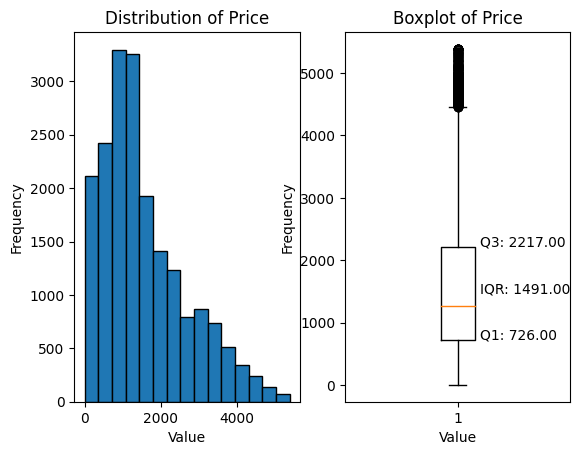 Distribution of Price
Frequency
3000
2500
2000
1500
1000
500
0
0 2000 4000
Value
Boxplot of Price
Frequency
5000
4000
3000
2000
1000
0
Q3: 2217.00
IQR: 1491.00
Q1: 726.00
1
Value